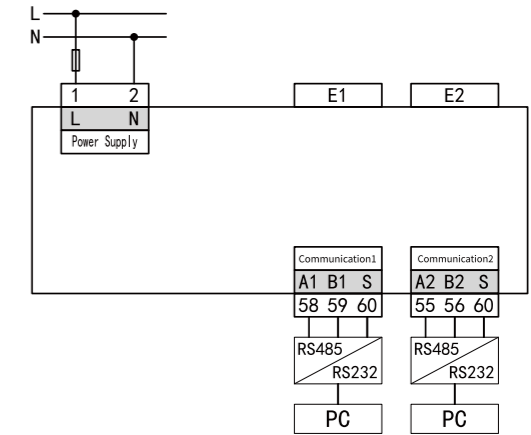 L
N
1 2 E1 E2
L N
Power Supply
Communication1 Communication2
A1 B1 S A2 B2 S
58 59 60 55 56 60
RS485 RS485
RS232 RS232
PC PC